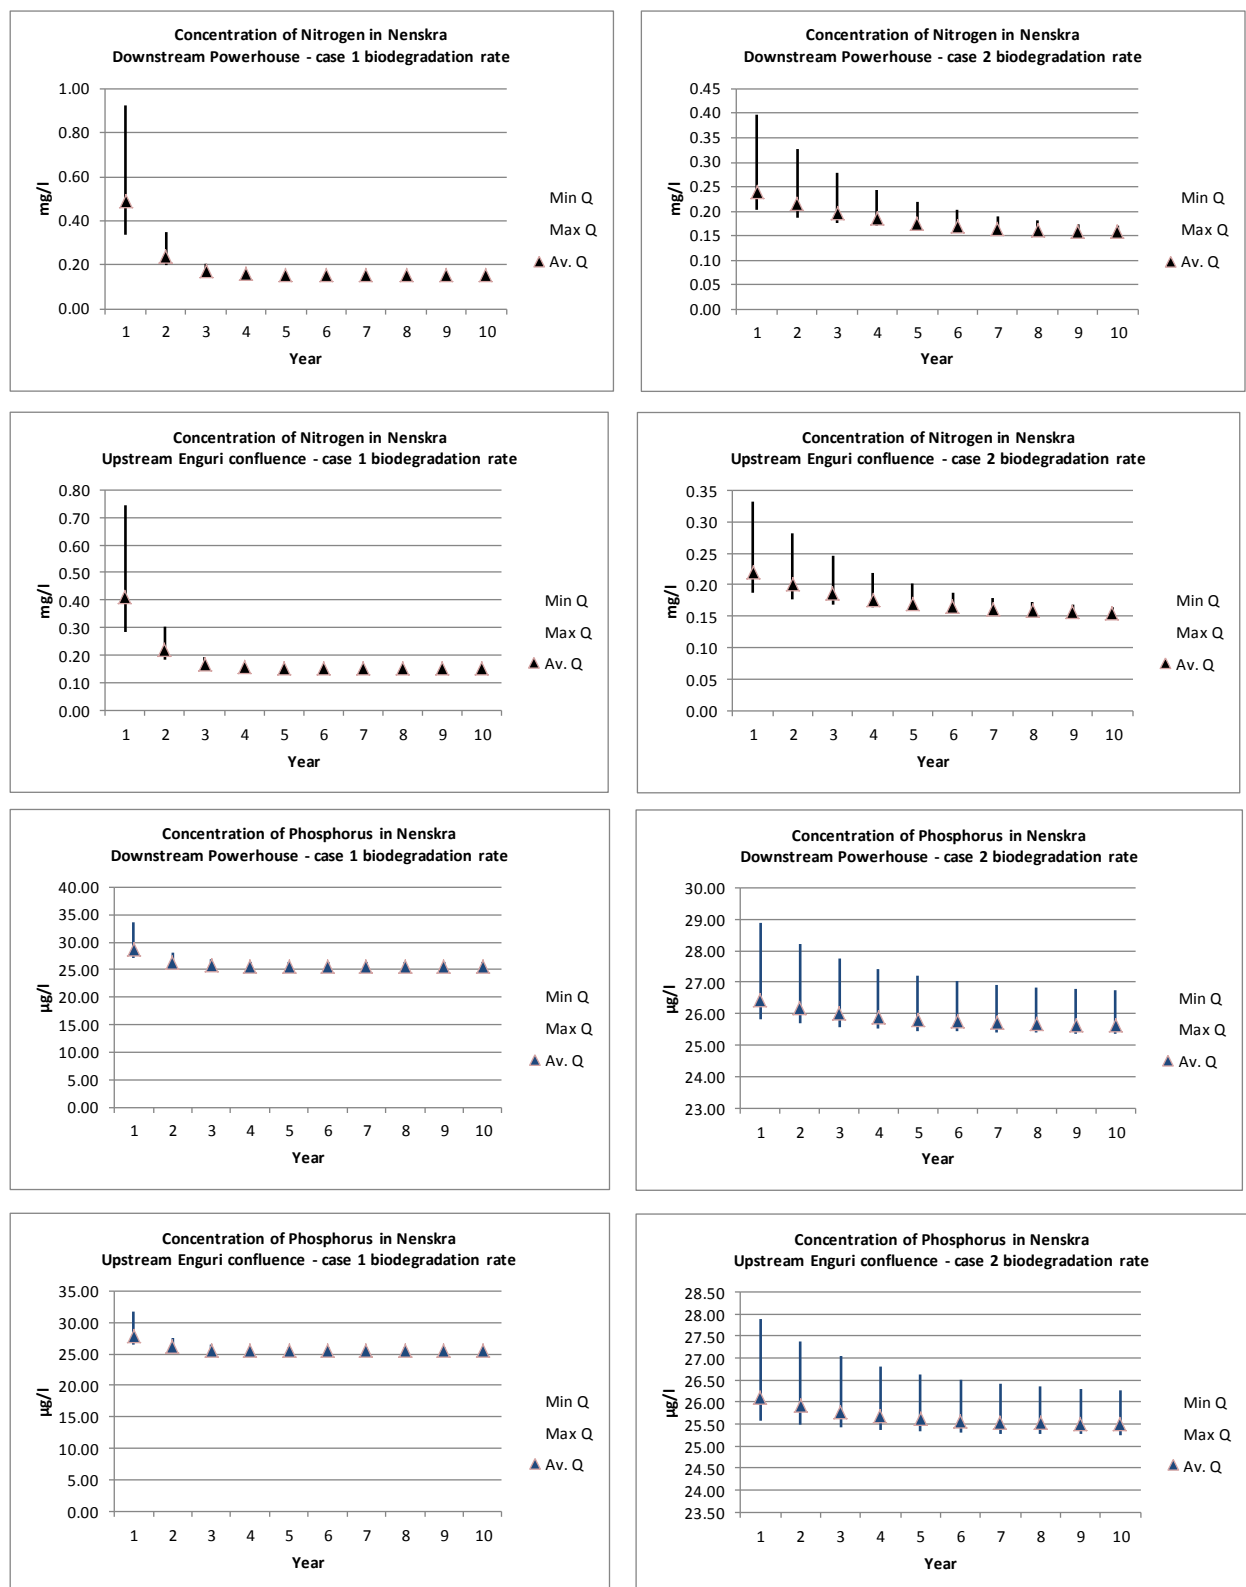 Concentration of Nitrogen in Nenskra
Downstream Powerhouse - case 1 biodegradation rate
1.00
0.80
0.60
0.40
0.20
0.00
mg/l
1 2 3 4 5 6 7 8 9 10
Year
Min Q
Max Q
Av. Q
Concentration of Nitrogen in Nenskra
Downstream Powerhouse - case 2 biodegradation rate
0.45
0.40
0.35
0.30
0.25
0.20
0.15
0.10
0.05
0.00
mg/l
1 2 3 4 5 6 7 8 9 10
Year
Min Q
Max Q
Av. Q
Concentration of Nitrogen in Nenskra
Upstream Enguri confluence - case 1 biodegradation rate
0.80
0.70
0.60
0.50
0.40
0.30
0.20
0.10
0.00
mg/l
1 2 3 4 5 6 7 8 9 10
Year
Min Q
Max Q
Av. Q
Concentration of Nitrogen in Nenskra
Upstream Enguri confluence - case 2 biodegradation rate
0.35
0.30
0.25
0.20
0.15
0.10
0.05
0.00
mg/l
1 2 3 4 5 6 7 8 9 10
Year
Min Q
Max Q
Av. Q
Concentration of Phosphorus in Nenskra
Downstream Powerhouse - case 1 biodegradation rate
40.00
35.00
30.00
25.00
20.00
15.00
10.00
5.00
0.00
µg/l
1 2 3 4 5 6 7 8 9 10
Year
Min Q
Max Q
Av. Q
Concentration of Phosphorus in Nenskra
Downstream Powerhouse - case 2 biodegradation rate
30.00
29.00
28.00
27.00
26.00
25.00
24.00
23.00
µg/l
1 2 3 4 5 6 7 8 9 10
Year
Min Q
Max Q
Av. Q
Concentration of Phosphorus in Nenskra
Upstream Enguri confluence - case 1 biodegradation rate
35.00
30.00
25.00
20.00
15.00
10.00
5.00
0.00
µg/l
1 2 3 4 5 6 7 8 9 10
Year
Min Q
Max Q
Av. Q
Concentration of Phosphorus in Nenskra
Upstream Enguri confluence - case 2 biodegradation rate
28.50
28.00
27.50
27.00
26.50
26.00
25.50
25.00
24.50
24.00
23.50
µg/l
1 2 3 4 5 6 7 8 9 10
Year
Min Q
Max Q
Av. Q